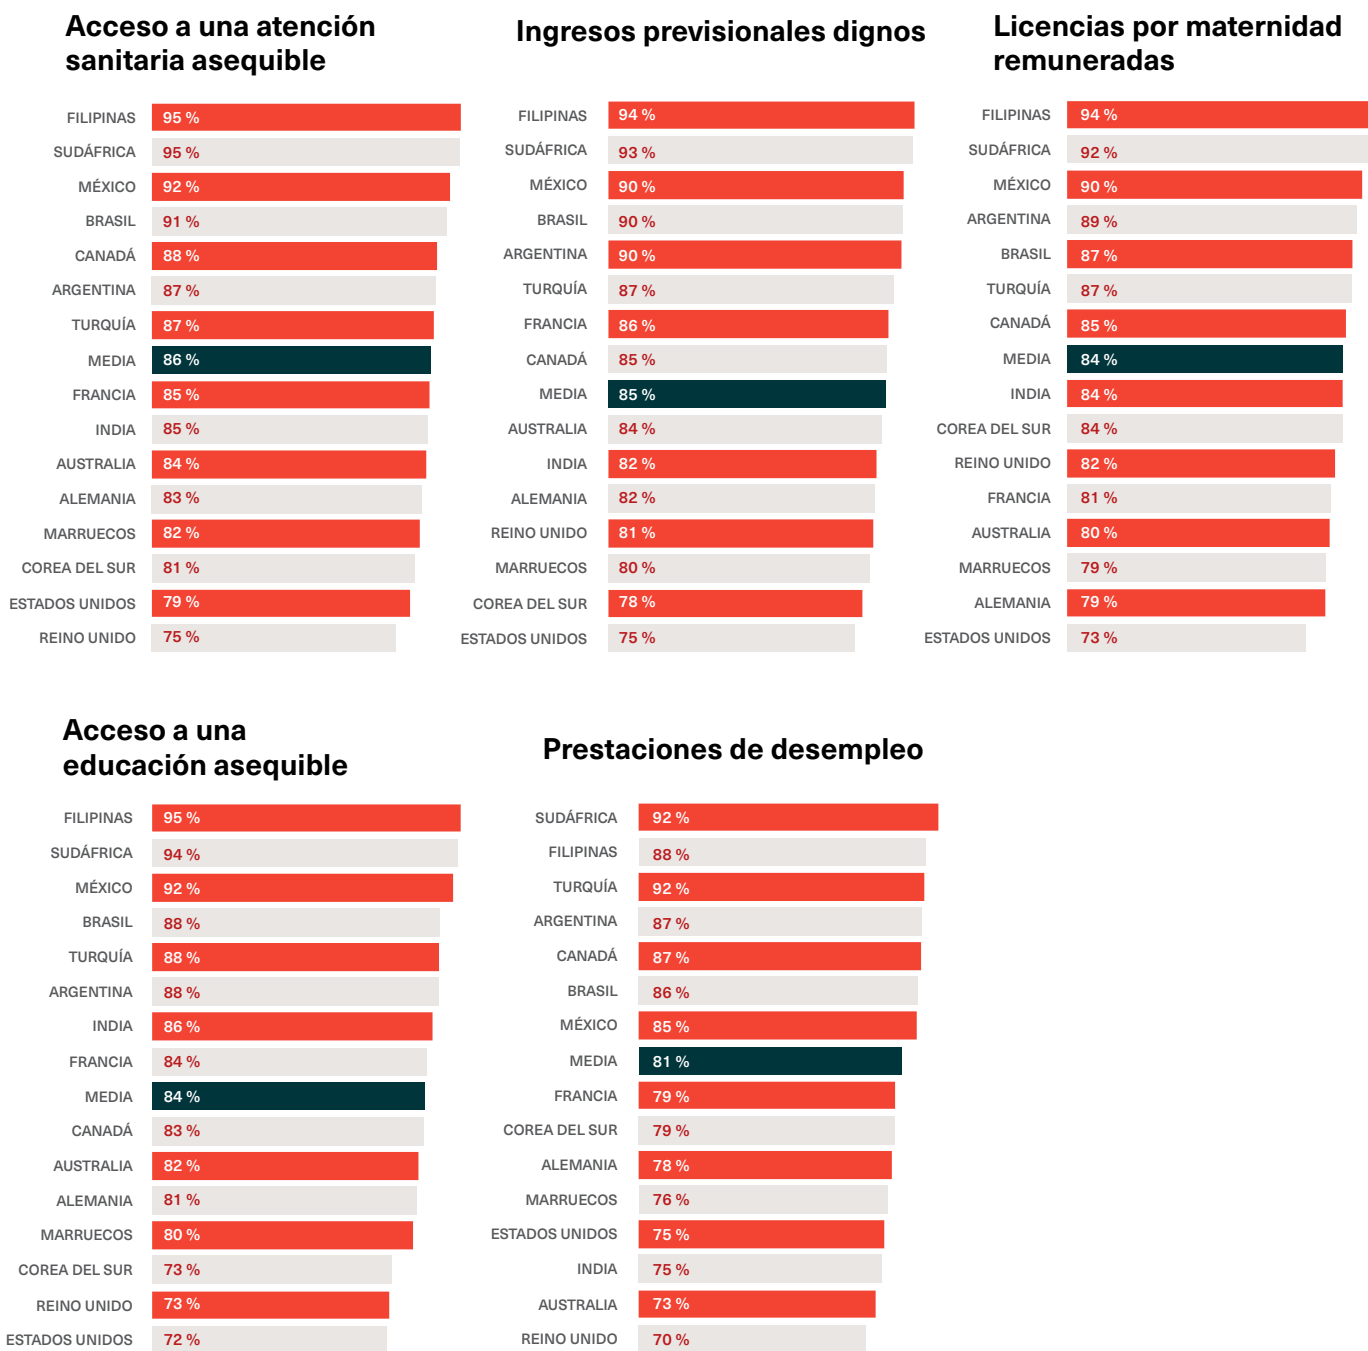 Acceso a una atención
sanitaria asequible
FILIPINAS 95 %
SUDÁFRICA 95 %
MÉXICO 92 %
BRASIL 91 %
CANADÁ 88 %
ARGENTINA 87 %
TURQUÍA 87 %
MEDIA 86 %
FRANCIA 85 %
INDIA 85 %
AUSTRALIA 84 %
ALEMANIA 83 %
MARRUECOS 82 %
COREA DEL SUR 81 %
ESTADOS UNIDOS 79 %
REINO UNIDO 75 %
Ingresos previsionales dignos
FILIPINAS 94 %
SUDÁFRICA 93 %
MÉXICO 90 %
BRASIL 90 %
ARGENTINA 90 %
TURQUÍA 87 %
FRANCIA 86 %
CANADÁ 85 %
MEDIA 85 %
AUSTRALIA 84 %
INDIA 82 %
ALEMANIA 82 %
REINO UNIDO 81 %
MARRUECOS 80 %
COREA DEL SUR 78 %
ESTADOS UNIDOS 75 %
Licencias por maternidad
remuneradas
FILIPINAS 94 %
SUDÁFRICA 92 %
MÉXICO 90 %
ARGENTINA 89 %
BRASIL 87 %
TURQUÍA 87 %
CANADÁ 85 %
MEDIA 84 %
INDIA 84 %
COREA DEL SUR 84 %
REINO UNIDO 82 %
FRANCIA 81 %
AUSTRALIA 80 %
MARRUECOS 79 %
ALEMANIA 79 %
ESTADOS UNIDOS 73 %
Acceso a una
educación asequible
FILIPINAS 95 %
SUDÁFRICA 94 %
MÉXICO 92 %
BRASIL 88 %
TURQUÍA 88 %
ARGENTINA 88 %
INDIA 86 %
FRANCIA 84 %
MEDIA 84 %
CANADÁ 83 %
AUSTRALIA 82 %
ALEMANIA 81 %
MARRUECOS 80 %
COREA DEL SUR 73 %
REINO UNIDO 73 %
ESTADOS UNIDOS 72 %
Prestaciones de desempleo
SUDÁFRICA 92 %
FILIPINAS 88 %
TURQUÍA 92 %
ARGENTINA 87 %
CANADÁ 87 %
BRASIL 86 %
MÉXICO 85 %
MEDIA 81 %
FRANCIA 79 %
COREA DEL SUR 79 %
ALEMANIA 78 %
MARRUECOS 76 %
ESTADOS UNIDOS 75 %
INDIA 75 %
AUSTRALIA 73 %
REINO UNIDO 70 %